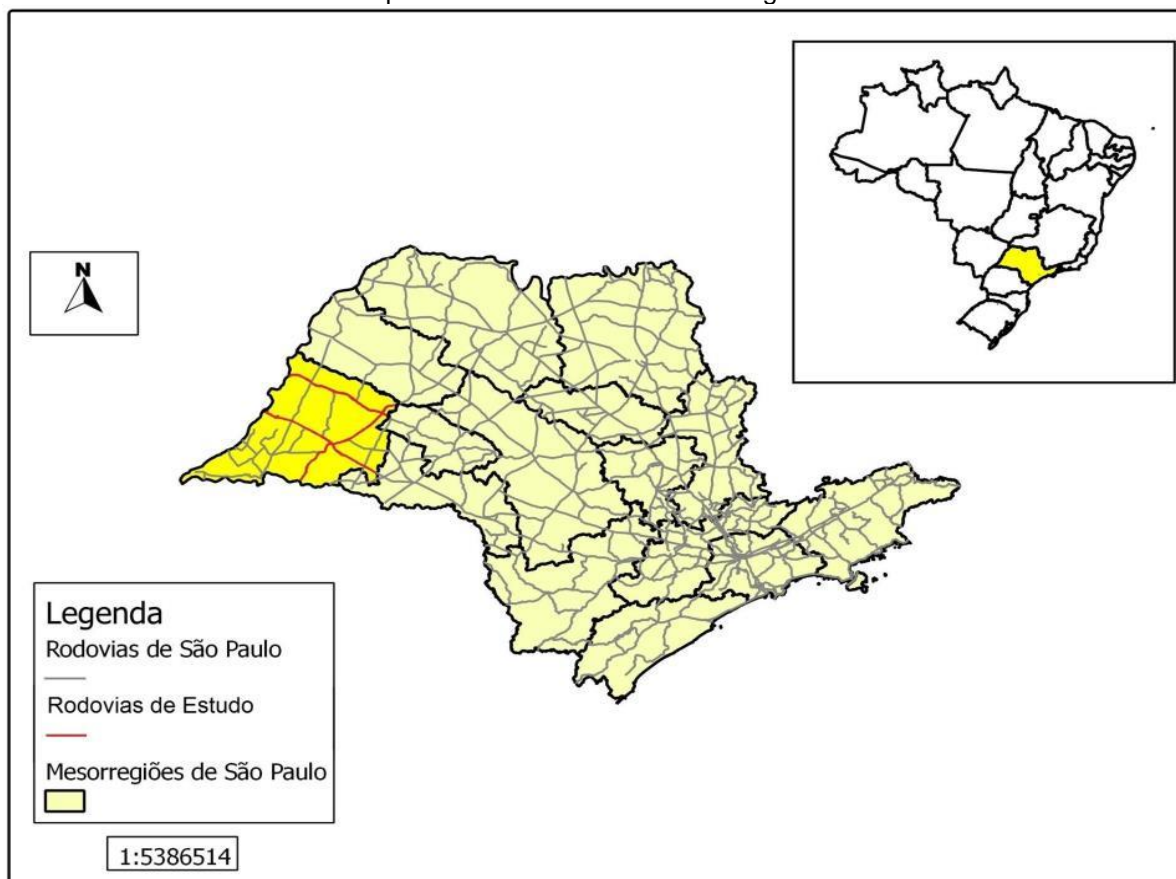 N
Legenda
Rodovias de São Paulo
Rodovias de Estudo
Mesorregiões de São Paulo
1:5386514